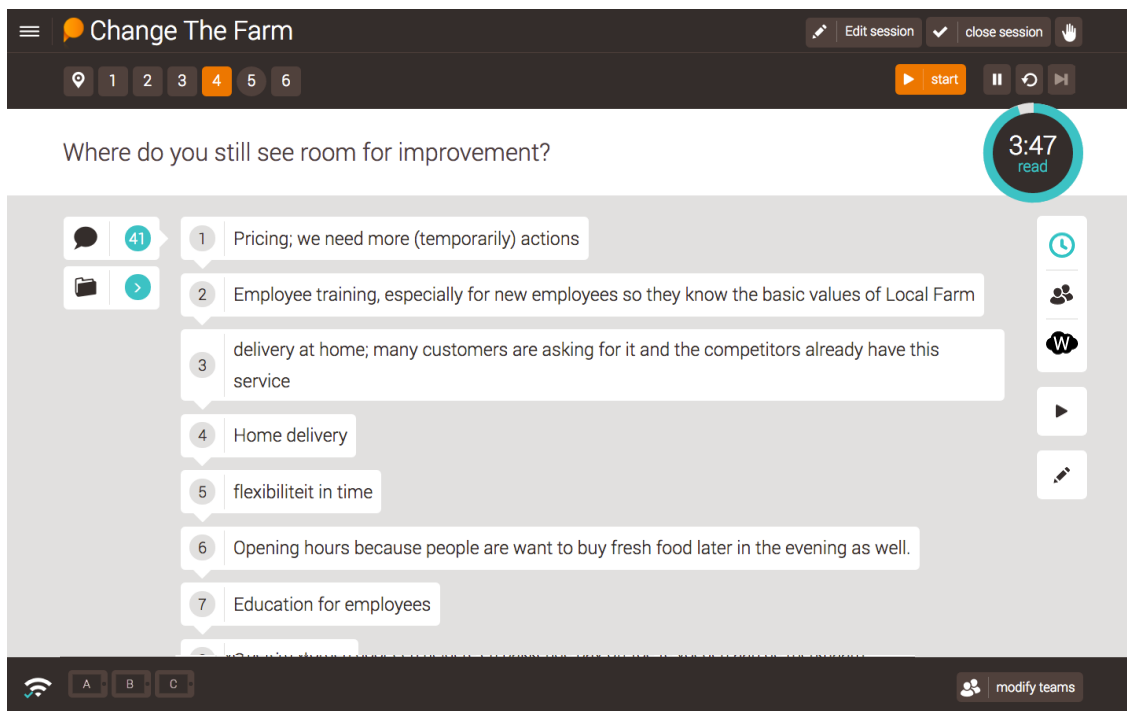 Change The Farm
Edit session
close session
1 2 3 4 5 6
start
Where do you still see room for improvement?
3:47
read
41
1 Pricing; we need more (temporarily) actions
2 Employee training, especially for new employees so they know the basic values of Local Farm
3 delivery at home; many customers are asking for it and the competitors already have this
service
W
4 Home delivery
5 flexibiliteit in time
6 Opening hours because people are want to buy fresh food later in the evening as well.
7 Education for employees
A B C
modify teams